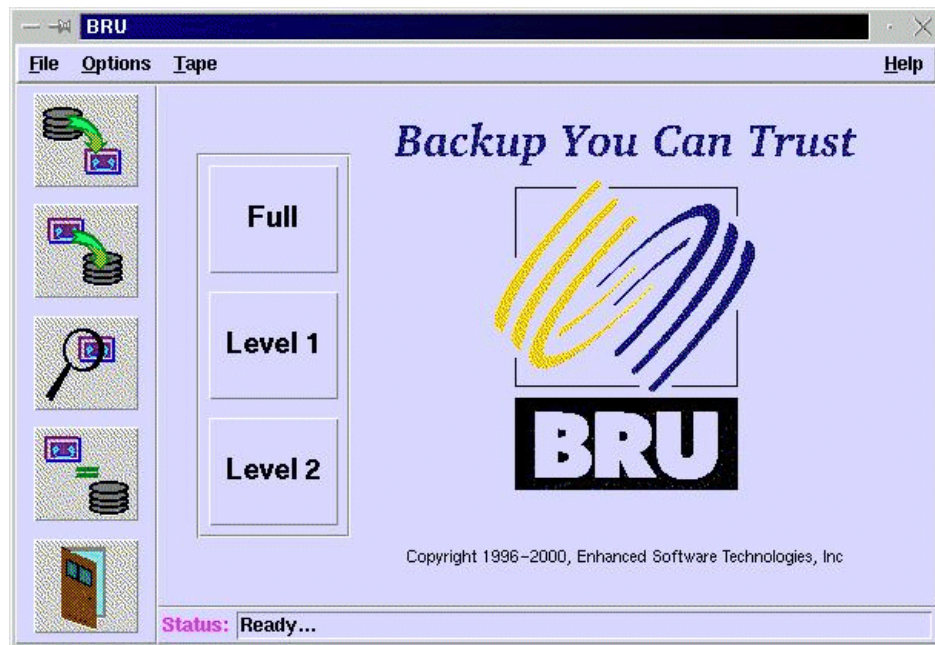 BRU
File Options Tape Help
Backup You Can Trust
Full
Level 1
Level 2
BRU
Copyright 1996-2000, Enhanced Software Technologies, Inc
Status: Ready...